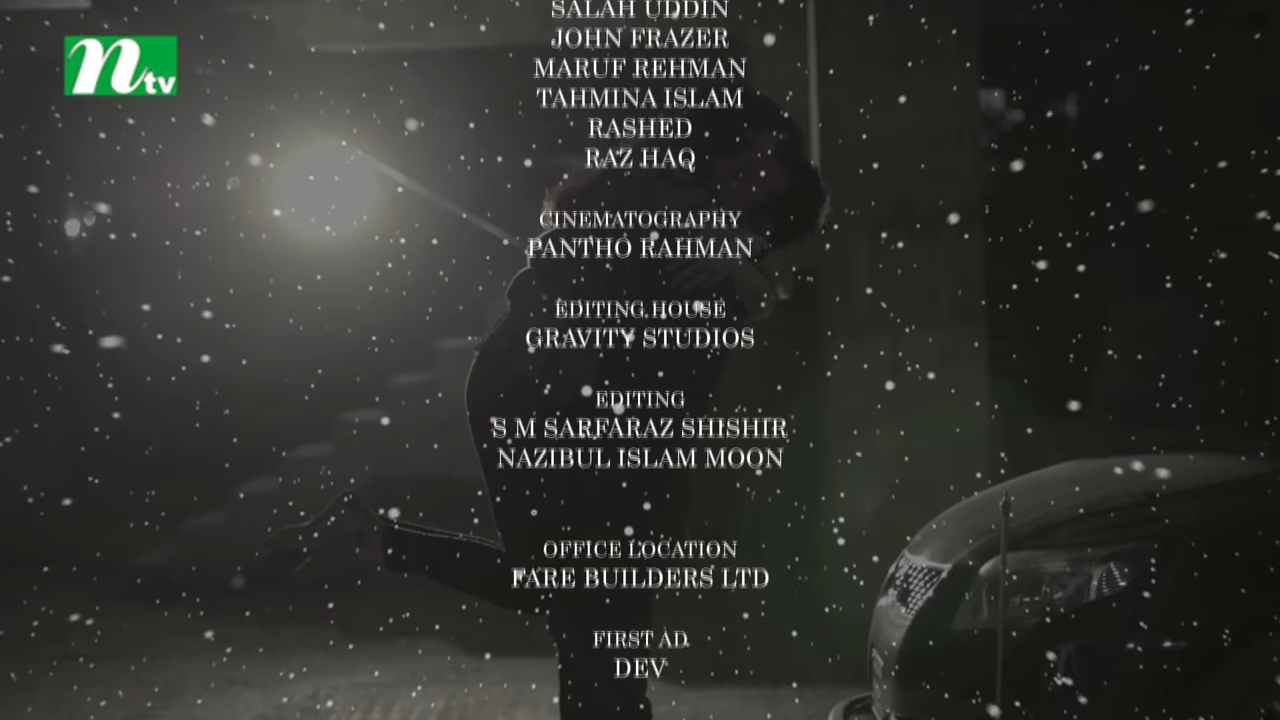 ntv
SALAH UDDIN
JOHN FRAZER
MARUF REHMAN
TAHMINA ISLAM
RASHED
RAZ HAQ
CINEMATOGRAPHY
PANTHO RAHMAN
EDITING HOUSE
GRAVITY STUDIOS
EDITING
S M SARFARAZ SHISHIR
NAZIBUL ISLAM MOON
OFFICE LOCATION
FARE BUILDERS LTD
FIRST AD
DEV